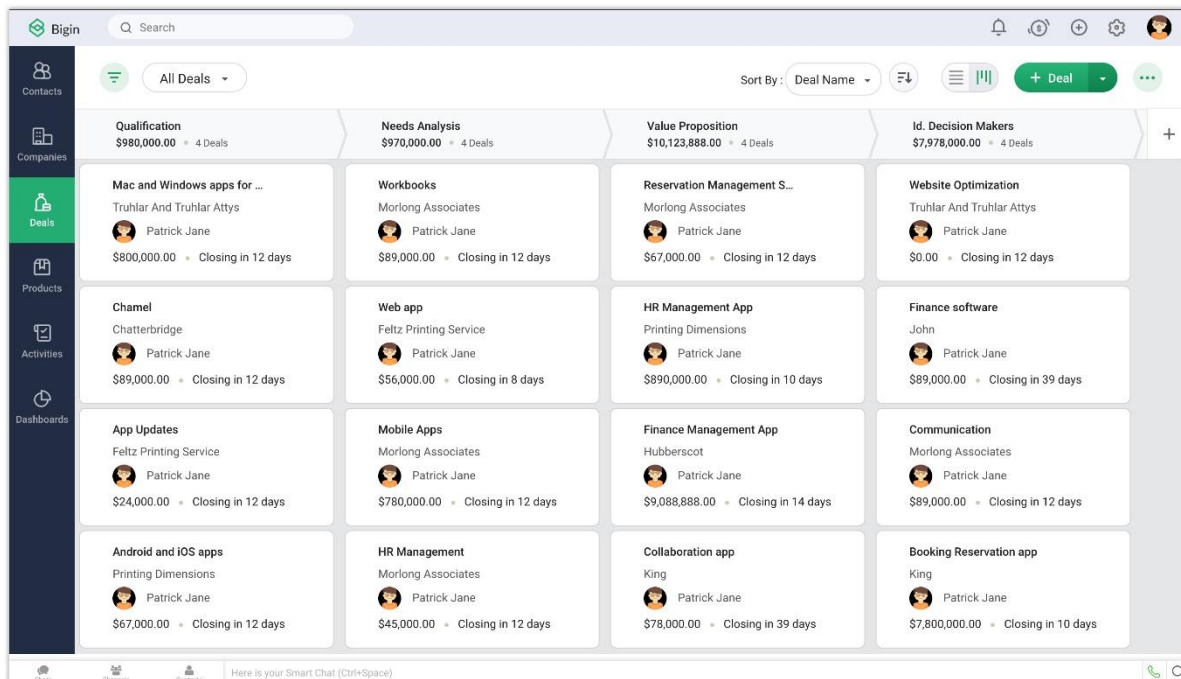 Bigin
Search
Contacts
Companies
Deals
Products
Activities
Dashboards
All Deals
Sort By : Deal Name
+ Deal
Qualification
$980,000.00 • 4 Deals
Needs Analysis
$970,000.00 • 4 Deals
Value Proposition
$10,123,888.00 • 4 Deals
Id. Decision Makers
$7,978,000.00 • 4 Deals
Mac and Windows apps for ...
Truhlar And Truhlar Attys
Patrick Jane
$800,000.00 • Closing in 12 days
Chamel
Chatterbridge
Patrick Jane
$89,000.00 • Closing in 12 days
App Updates
Feltz Printing Service
Patrick Jane
$24,000.00 • Closing in 12 days
Android and iOS apps
Printing Dimensions
Patrick Jane
$67,000.00 • Closing in 12 days
Workbooks
Morlong Associates
Patrick Jane
$89,000.00 • Closing in 12 days
Web app
Feltz Printing Service
Patrick Jane
$56,000.00 • Closing in 8 days
Mobile Apps
Morlong Associates
Patrick Jane
$780,000.00 • Closing in 12 days
HR Management
Morlong Associates
Patrick Jane
$45,000.00 • Closing in 12 days
Reservation Management S...
Morlong Associates
Patrick Jane
$67,000.00 • Closing in 12 days
HR Management App
Printing Dimensions
Patrick Jane
$890,000.00 • Closing in 10 days
Finance Management App
Hubberscot
Patrick Jane
$9,088,888.00 • Closing in 14 days
Collaboration app
King
Patrick Jane
$78,000.00 • Closing in 39 days
Website Optimization
Truhlar And Truhlar Attys
Patrick Jane
$0.00 • Closing in 12 days
Finance software
John
Patrick Jane
$89,000.00 • Closing in 39 days
Communication
Morlong Associates
Patrick Jane
$89,000.00 • Closing in 12 days
Booking Reservation app
King
Patrick Jane
$7,800,000.00 • Closing in 10 days
Here is your Smart Chat (Ctrl+Space)